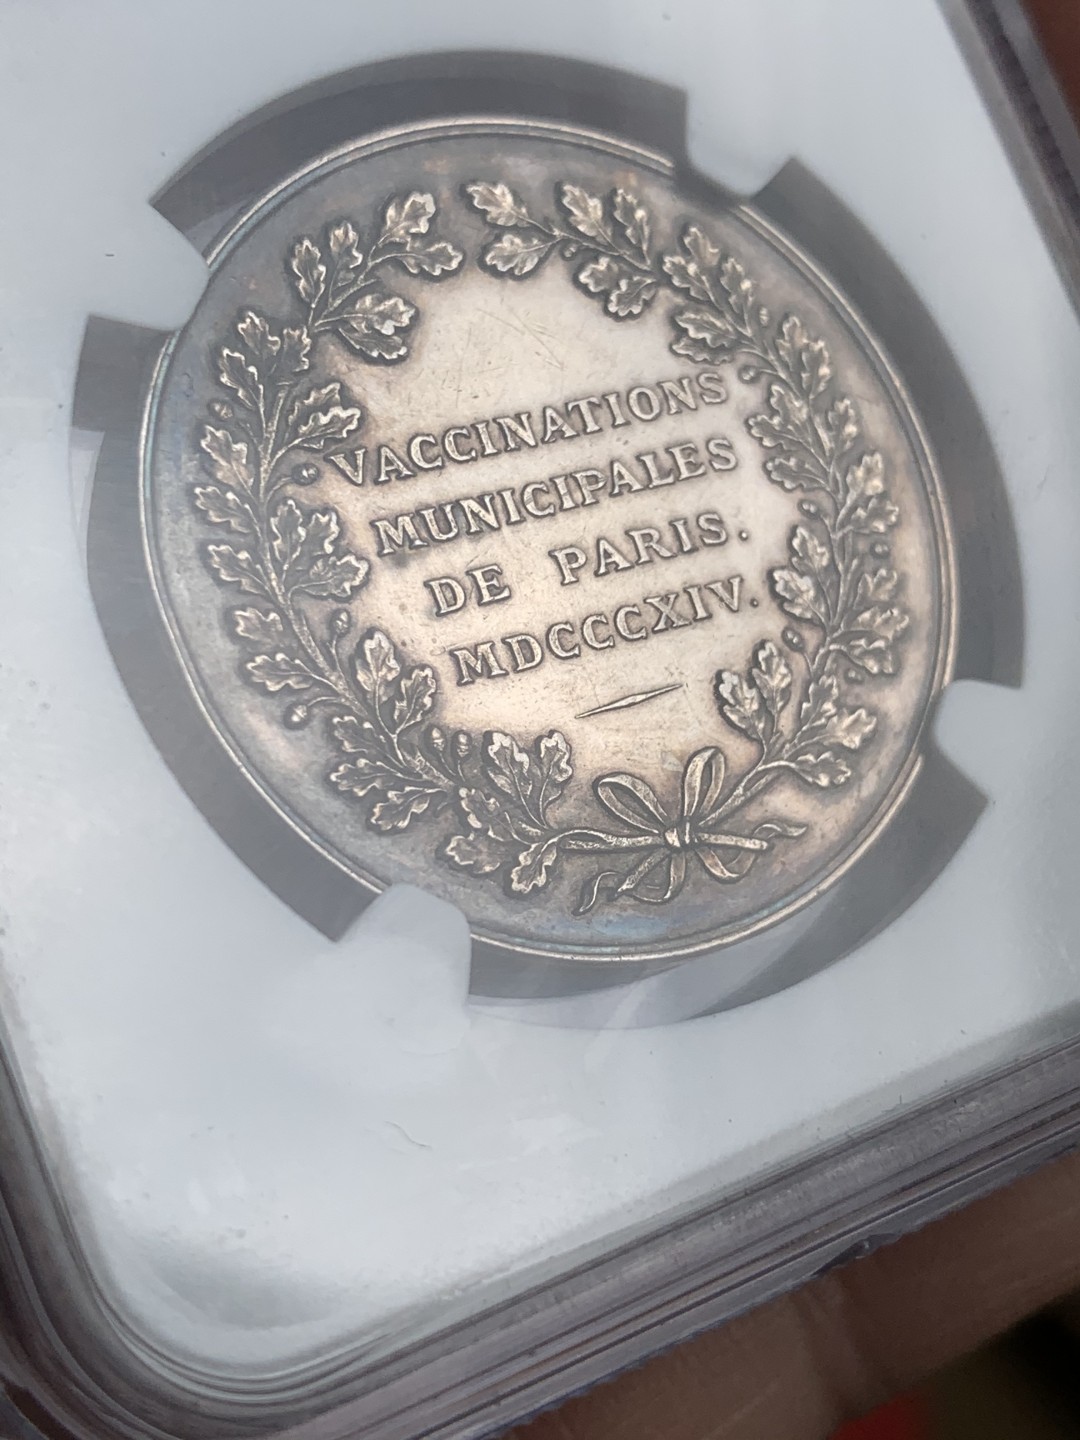 VACCINATIONS
MUNICIPALES
DE PARIS.
MDCCCXIV.